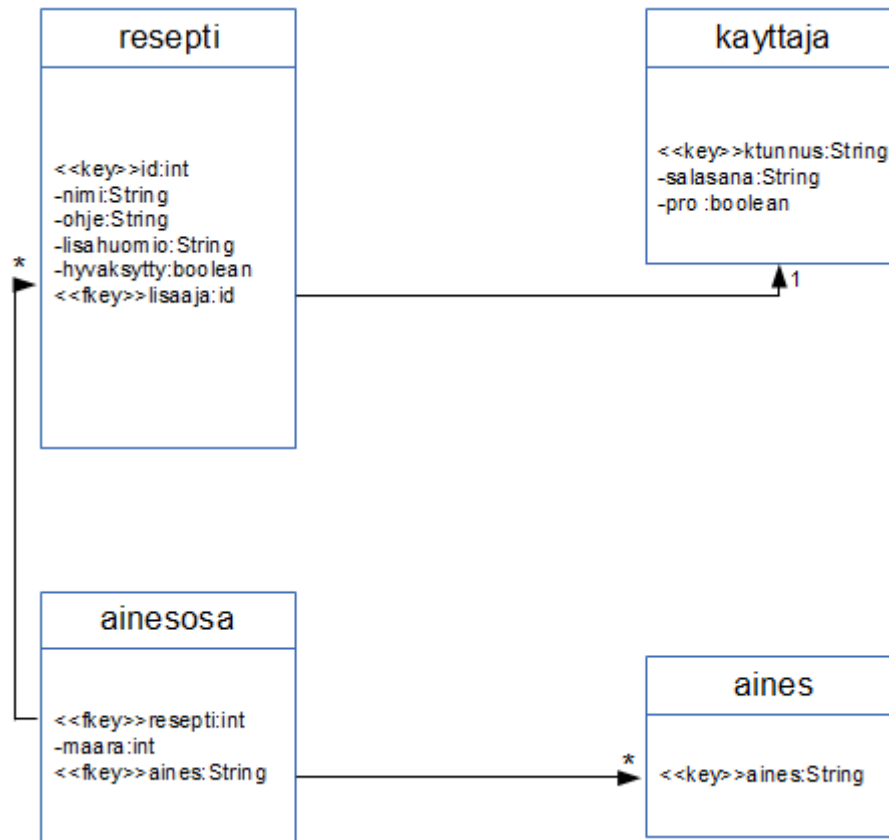 resepti
<<key>>id:int
-nimi:String
-ohje:String
-lisahuomio:String
-hyvaksytty:boolean
<<fkey>>lisaaja:id
*
kayttaja
<<key>>ktunnus:String
-salasana:String
-pro :boolean
1
ainesosa
<<fkey>>resepti:int
-maara:int
<<fkey>>aines:String
*
aines
<<key>>aines:String